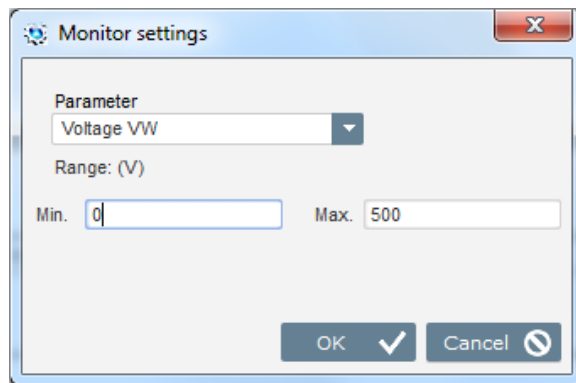 Monitor settings
Parameter
Voltage VW
Range: (V)
Min. 0 Max. 500
OK Cancel